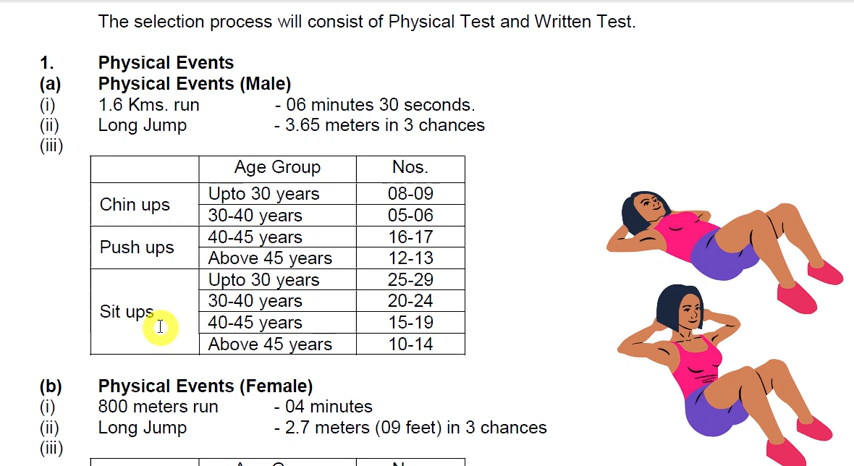 The selection process will consist of Physical Test and Written Test.
1. Physical Events
(a) Physical Events (Male)
(i) 1.6 Kms. run - 06 minutes 30 seconds.
(ii) Long Jump - 3.65 meters in 3 chances
(iii)
Age Group Nos.
Chin ups Upto 30 years 08-09
30-40 years 05-06
Push ups 40-45 years 16-17
Above 45 years 12-13
Sit ups Upto 30 years 25-29
30-40 years 20-24
40-45 years 15-19
Above 45 years 10-14
(b) Physical Events (Female)
(i) 800 meters run - 04 minutes
(ii) Long Jump - 2.7 meters (09 feet) in 3 chances
(iii)